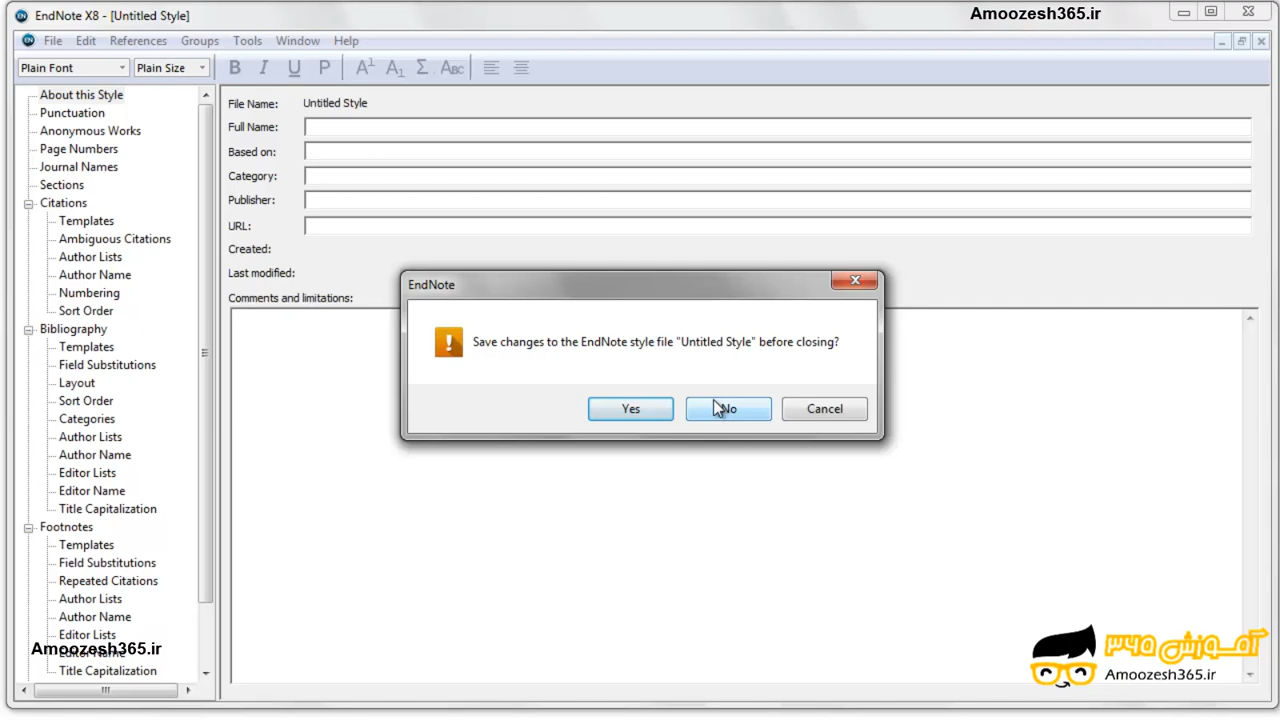 EndNote X8 - [Untitled Style]
Amoozesh365.ir
File Edit References Groups Tools Window Help
Plain Font Plain Size B I U P A1 A1 Σ ABC
About this Style
Punctuation
Anonymous Works
Page Numbers
Journal Names
Sections
Citations
Templates
Ambiguous Citations
Author Lists
Author Name
Numbering
Sort Order
Bibliography
Templates
Field Substitutions
Layout
Sort Order
Categories
Author Lists
Author Name
Editor Lists
Editor Name
Title Capitalization
Footnotes
Templates
Field Substitutions
Repeated Citations
Author Lists
Author Name
Editor Lists
Editor Name
Amoozesh365.ir
Title Capitalization
File Name: Untitled Style
Full Name:
Based on:
Category:
Publisher:
URL:
Created:
Last modified:
Comments and limitations:
EndNote
Save changes to the EndNote style file "Untitled Style" before closing?
Yes No Cancel
آموزش ۳۶۵
Amoozesh365.ir